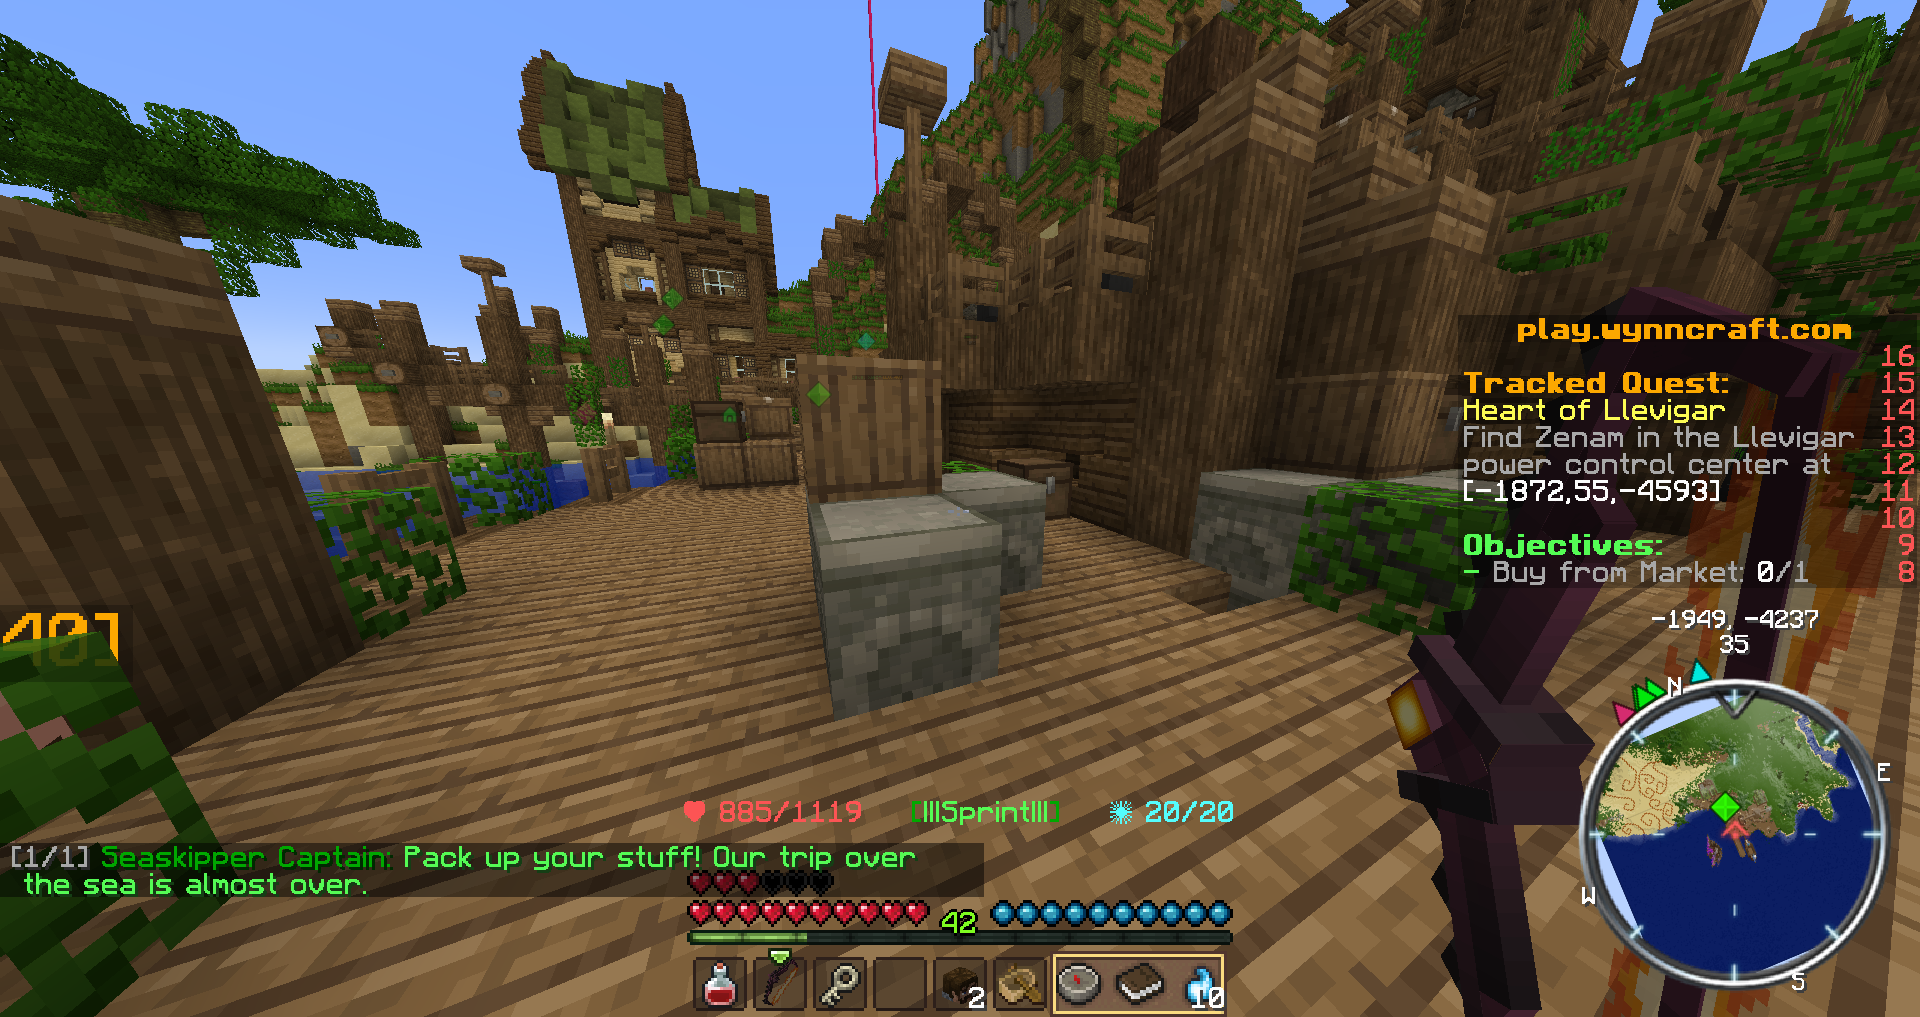 play.wynncraft.com
16
Tracked Quest:
15
Heart of Llevigar
14
Find Zenam in the Llevigar
13
power control center at
12
[-1872,55,-4593]
11
10
Objectives:
9
- Buy from Market: 0/1
8
40]
-1949, -4237
35
N
E
W
S
885/1119
[|||Sprint|||]
20/20
[1/1] Seaskipper Captain: Pack up your stuff! Our trip over
the sea is almost over.
42
2
10